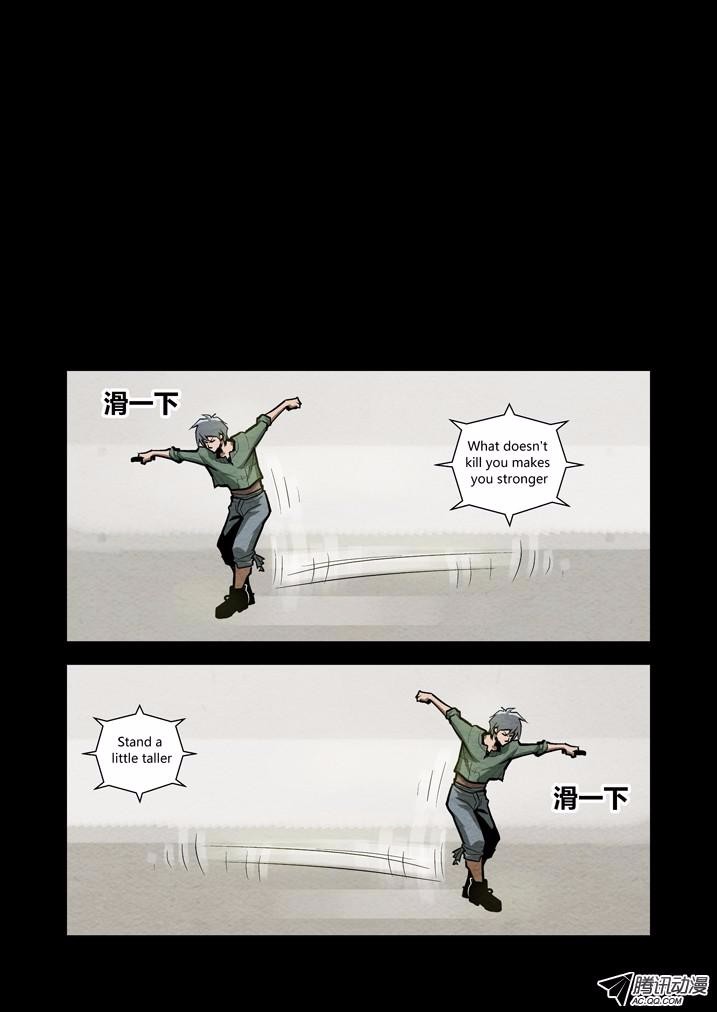 滑一下
What doesn't
kill you makes
you stronger
Stand a
little taller
滑一下
腾讯动漫
AC.QQ.COM